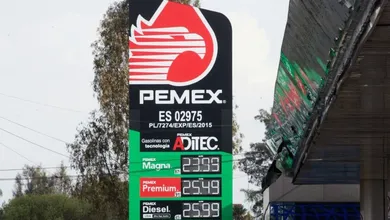 PEMEX
ES 02975
PL/7274/EXP/ES/2015
Gasolinas con
tecnología
PEMEX
ADITEC
PEMEX
Magna
23.99
PEMEX
Premium
25.49
PEMEX
Diesel
25.99